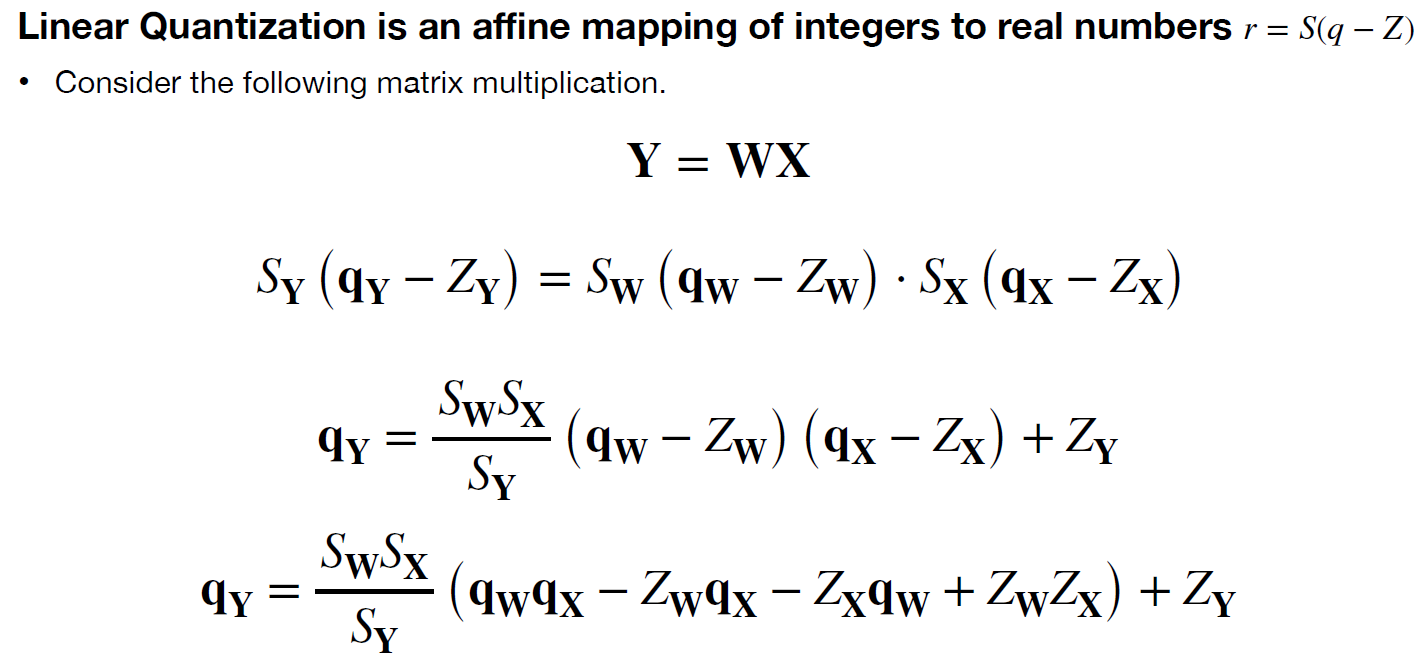 Linear Quantization is an affine mapping of integers to real numbers r = S(q − Z)
• Consider the following matrix multiplication.
Y = WX
S_Y (q_Y − Z_Y) = S_W (q_W − Z_W) · S_X (q_X − Z_X)
q_Y = \frac{S_W S_X}{S_Y} (q_W − Z_W) (q_X − Z_X) + Z_Y
q_Y = \frac{S_W S_X}{S_Y} (q_W q_X − Z_W q_X − Z_X q_W + Z_W Z_X) + Z_Y